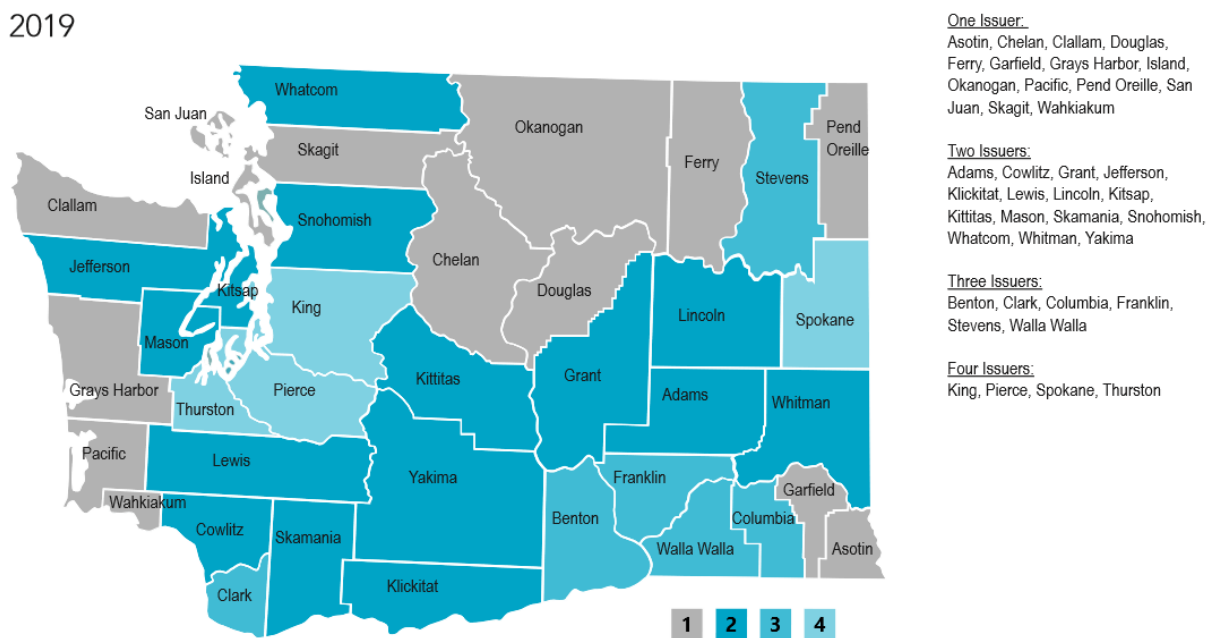 2019
Whatcom
San Juan
Okanogan
Pend
Oreille
Skagit
Ferry
Island
Stevens
Clallam
Snohomish
Chelan
Jefferson
Kitsap
Douglas
King
Lincoln
Spokane
Mason
Kittitas
Grant
Grays Harbor
Pierce
Adams
Whitman
Thurston
Pacific
Lewis
Yakima
Franklin
Garfield
Wahkiakum
Cowlitz
Skamania
Benton
Columbia
Walla Walla
Asotin
Clark
Klickitat
1 2 3 4
One Issuer:
Asotin, Chelan, Clallam, Douglas,
Ferry, Garfield, Grays Harbor, Island,
Okanogan, Pacific, Pend Oreille, San
Juan, Skagit, Wahkiakum
Two Issuers:
Adams, Cowlitz, Grant, Jefferson,
Klickitat, Lewis, Lincoln, Kitsap,
Kittitas, Mason, Skamania, Snohomish,
Whatcom, Whitman, Yakima
Three Issuers:
Benton, Clark, Columbia, Franklin,
Stevens, Walla Walla
Four Issuers:
King, Pierce, Spokane, Thurston